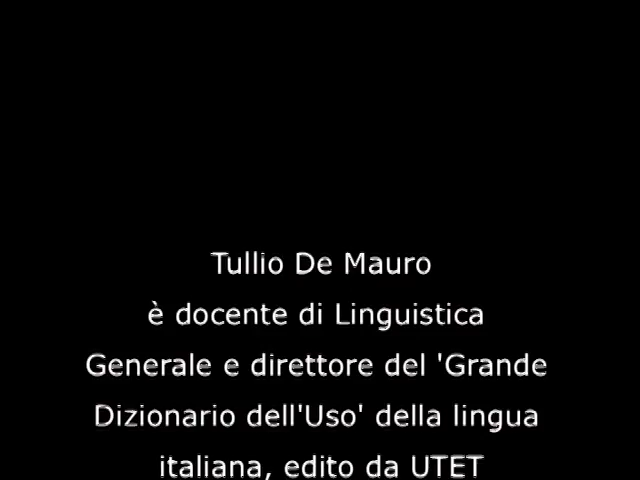 Tullio De Mauro
è docente di Linguistica
Generale e direttore del 'Grande
Dizionario dell'Uso' della lingua
italiana, edito da UTET